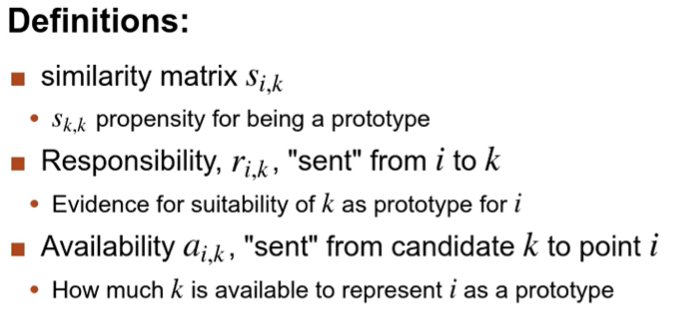 Definitions:
■ similarity matrix s_{i,k}
• s_{k,k} propensity for being a prototype
■ Responsibility, r_{i,k}, "sent" from i to k
• Evidence for suitability of k as prototype for i
■ Availability a_{i,k}, "sent" from candidate k to point i
• How much k is available to represent i as a prototype